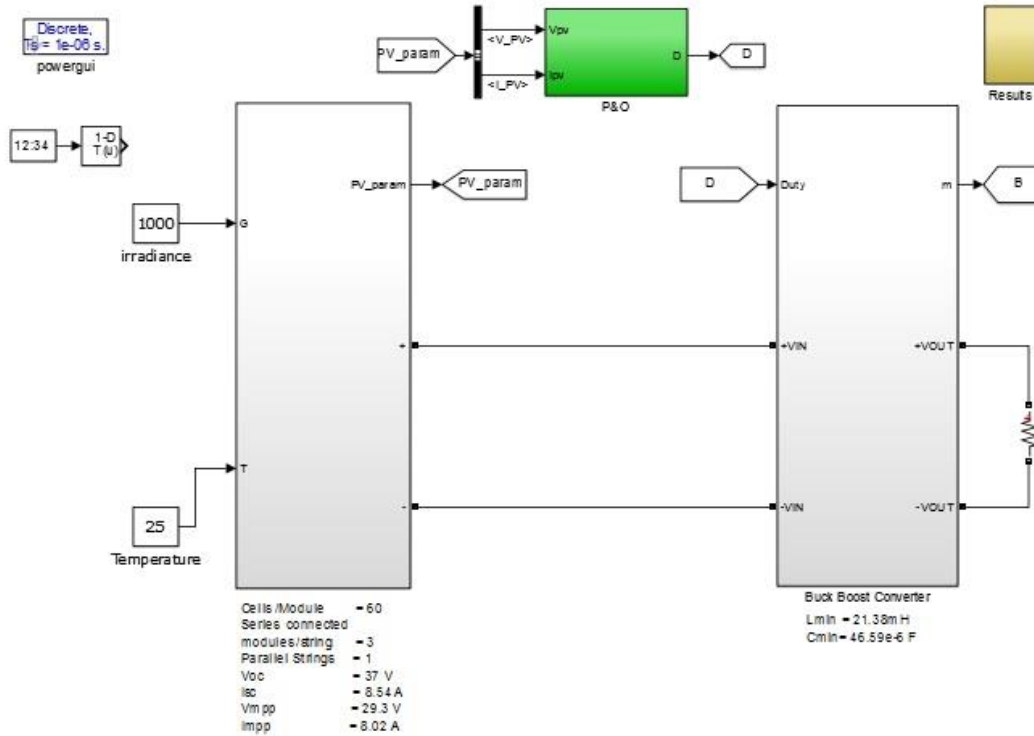 Discrete,
Ts = 1e-06 s.
powergui
PV_param
<V_PV>
<I_PV>
Vpv
Ipv
D
P&O
D
Resuts
12:34
1-D
T(u)
1000
irradiance
G
PV_param
PV_param
D
Duty
m
B
+
+VIN
+VOUT
T
-
-VIN
-VOUT
25
Temperature
Cells /Module = 60
Series connected
modules/string = 3
Parallel Strings = 1
Voc = 37 V
Isc = 8.54 A
Vmpp = 29.3 V
Impp = 8.02 A
Buck Boost Converter
Lmin = 21.38mH
Cmin= 46.59e-6 F